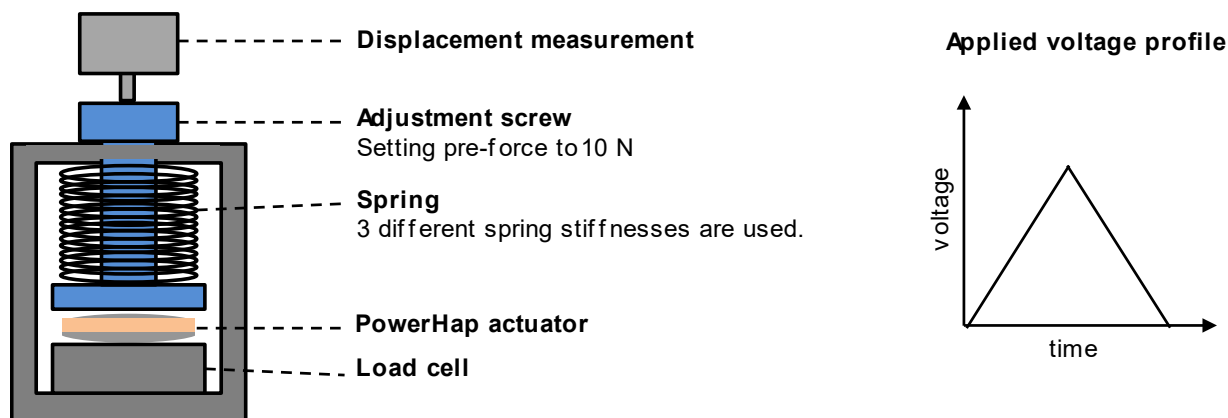 Displacement measurement
Applied voltage profile
Adjustment screw
Setting pre-force to 10 N
Spring
3 different spring stiffnesses are used.
voltage
PowerHap actuator
time
Load cell